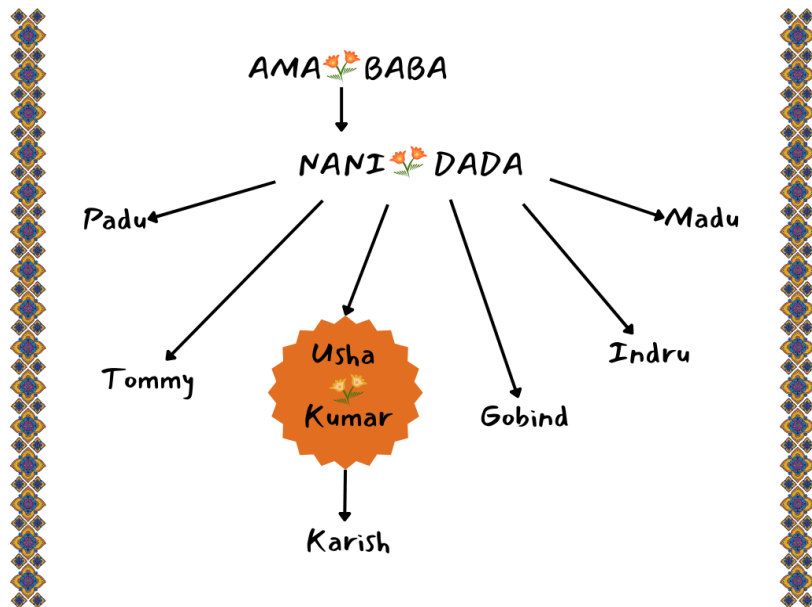 AMA BABA
NANI DADA
Padu
Madu
Usha
Indru
Tommy
Kumar
Gobind
Karish